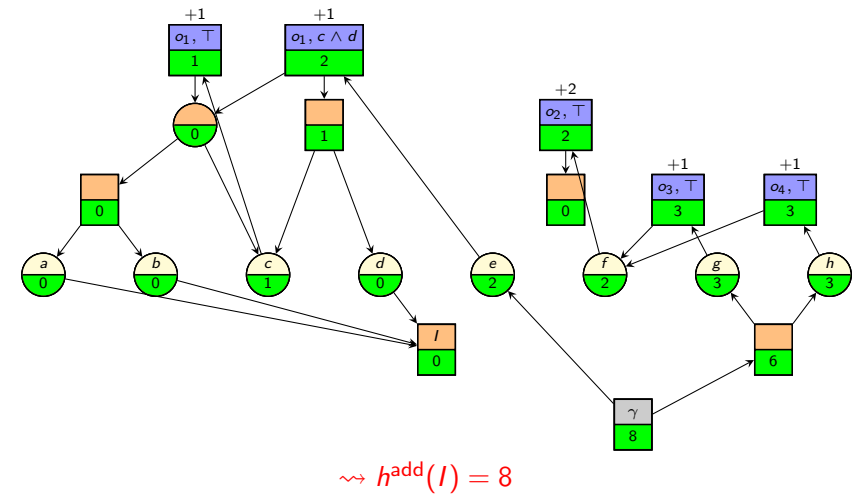 +1 +1
o₁, ⊤ o₁, c ∧ d
1 2
+2
o₂, ⊤
0 1 2
+1 +1
o₃, ⊤ o₄, ⊤
0 0 3 3
a b c d e f g h
0 0 1 0 2 2 3 3
I
0 6
γ
8
⇝ hᵃᵈᵈ(I) = 8